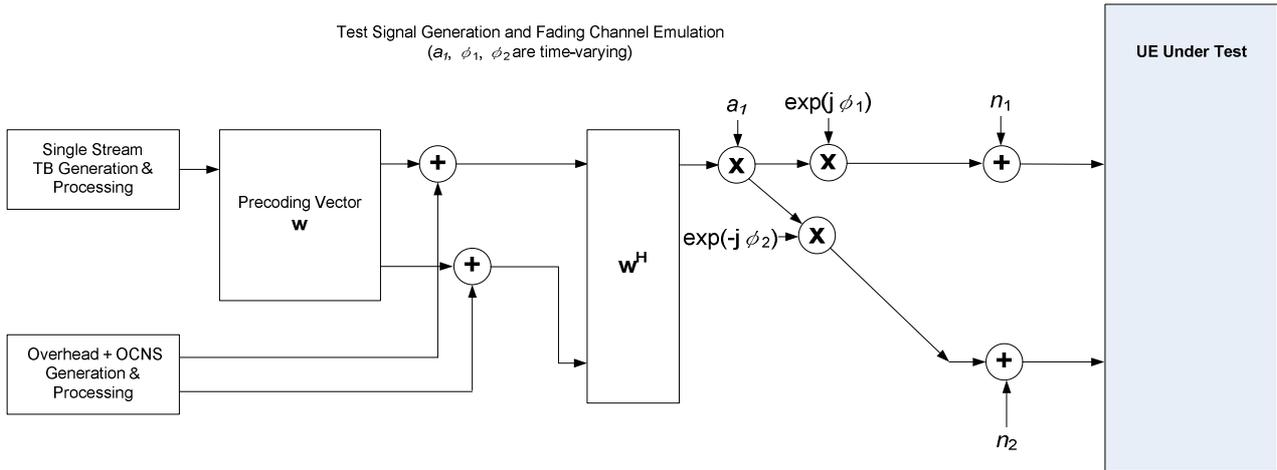 Test Signal Generation and Fading Channel Emulation
(a₁, ϕ₁, ϕ₂ are time-varying)
UE Under Test
a₁
exp(j ϕ₁)
n₁
Single Stream
TB Generation &
Processing
+
x
x
+
Precoding Vector
w
exp(-j ϕ₂)
x
+
wᴴ
Overhead + OCNS
Generation &
Processing
+
n₂